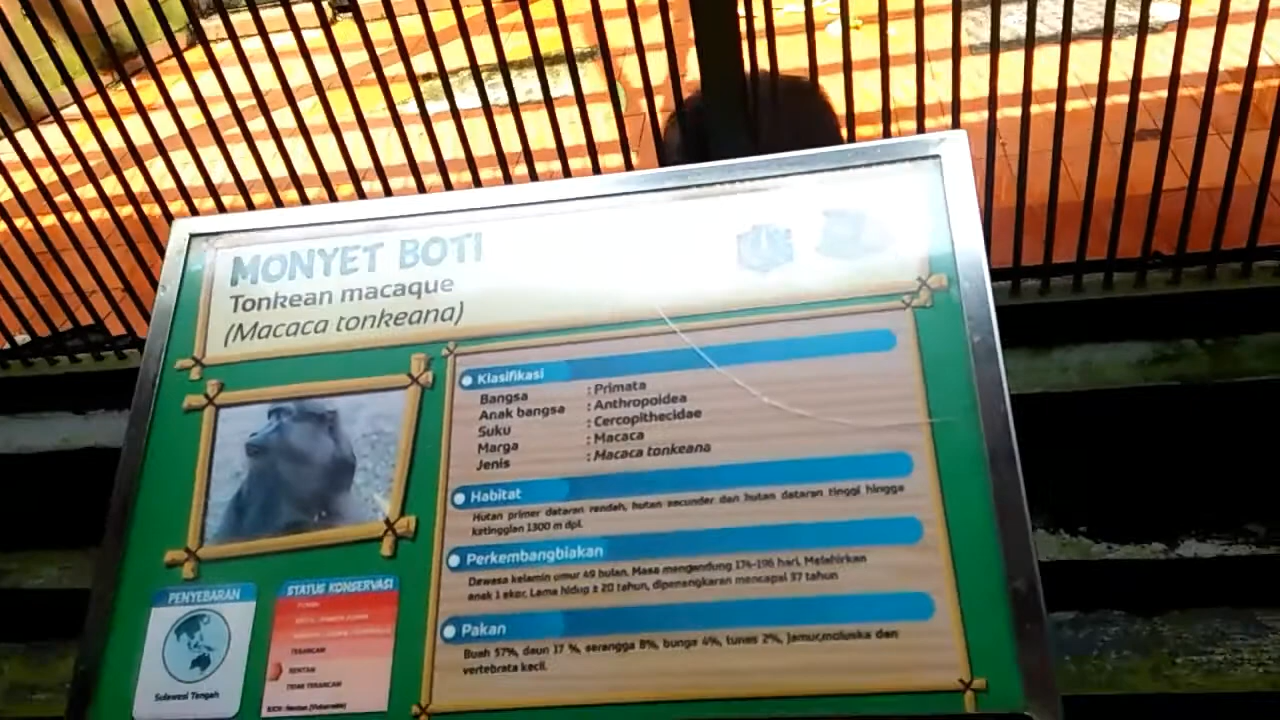 MONYET BOTI
Tonkean macaque
(Macaca tonkeana)
Klasifikasi
Bangsa : Primata
Anak bangsa : Anthropoidea
Suku : Cercopithecidae
Marga : Macaca
Jenis : Macaca tonkeana
Habitat
Hutan primer dataran rendah, hutan secunder dan hutan dataran tinggi hingga
ketinggian 1300 m dpl.
Perkembangbiakan
Dewasa kelamin umur 49 bulan. Masa mengandung 174-196 hari. Melahirkan
anak 1 ekor. Lama hidup ± 20 tahun, dipenangkaran mencapai 37 tahun
Pakan
Buah 57%, daun 17 %, serangga 8%, bunga 4%, tunas 2%, jamur,moluska dan
vertebrata kecil.
PENYEBARAN
Sulawesi Tengah
STATUS KONSERVASI
PUNAH
TERANCAM
RENTAN
TIDAK TERANCAM
IUCN : Rentan (Vulnerable)